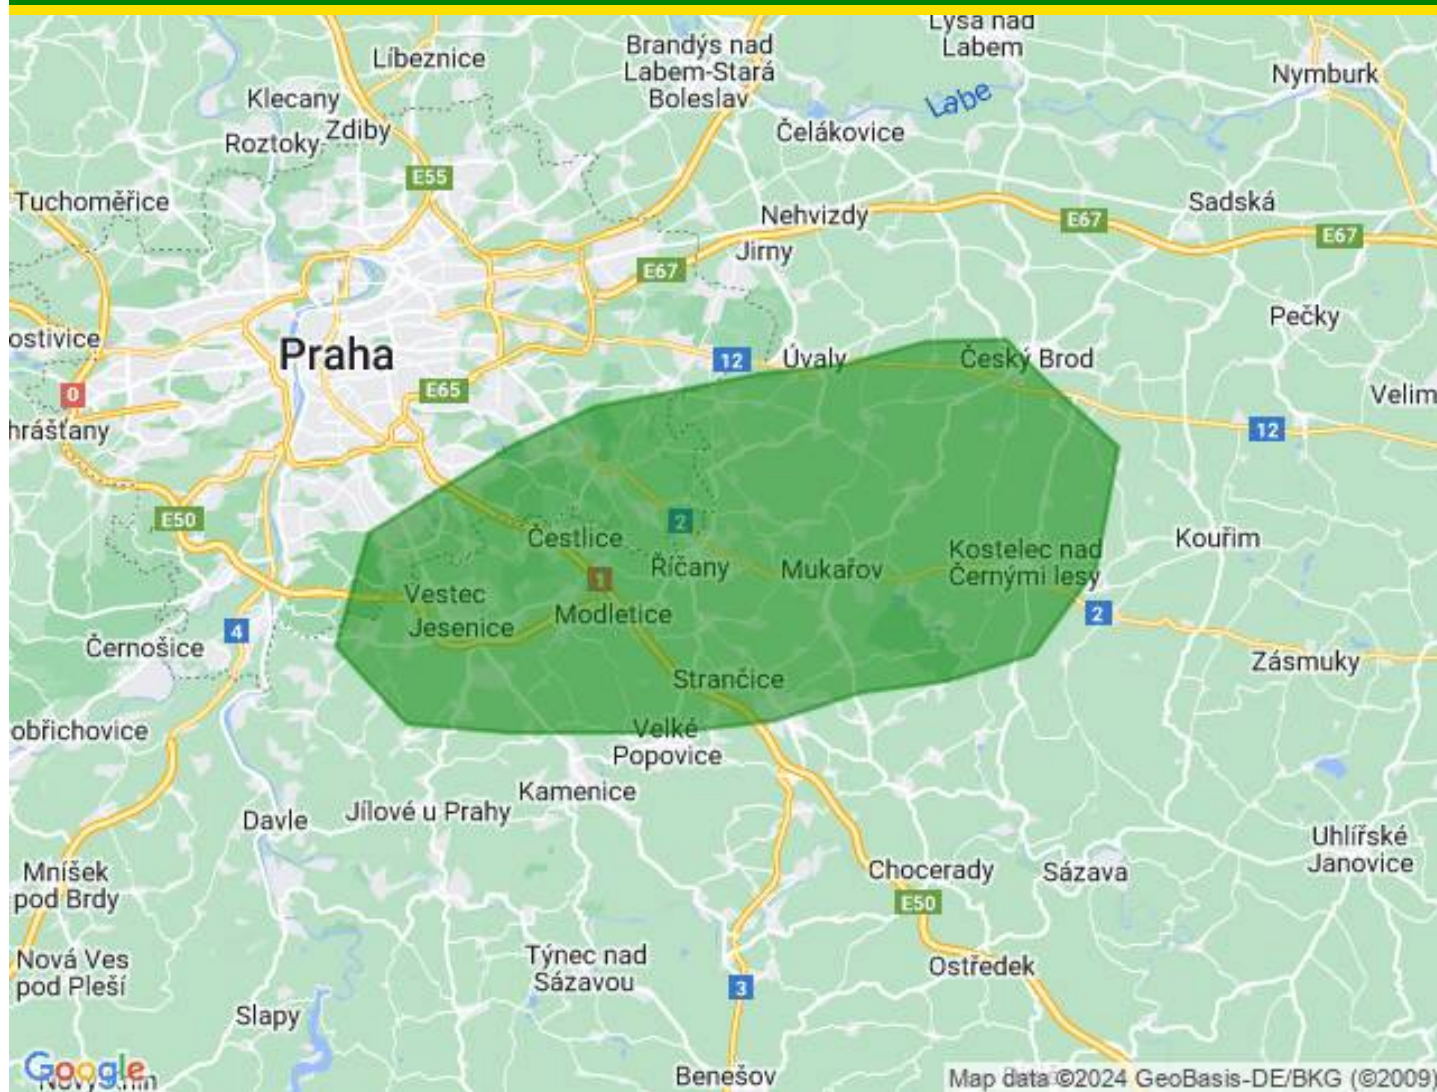 Lysá nad
Labem
Líbeznice
Brandýs nad
Labem-Stará
Boleslav
Nymburk
Klecany
Labe
Zdiby
Čelákovice
Roztoky
E55
Tuchoměřice
Sadská
Nehvizdy
E67
E67
Jirny
E67
Pečky
ostivice
Praha
12
Úvaly
Český Brod
E65
0
Velim
hrášťany
12
E50
2
Čestlice
Kouřim
Kostelec nad
Černými lesy
Říčany
Mukařov
1
Vestec
Modletice
2
Jesenice
4
Černošice
Zásmuky
Strančice
obřichovice
Velké
Popovice
Kamenice
Jílové u Prahy
Davle
Uhlířské
Janovice
Mníšek
pod Brdy
Chocerady
Sázava
E50
Nová Ves
pod Pleší
Týnec nad
Sázavou
Ostředek
3
Slapy
Google
Benešov
Map data ©2024 GeoBasis-DE/BKG (©2009)